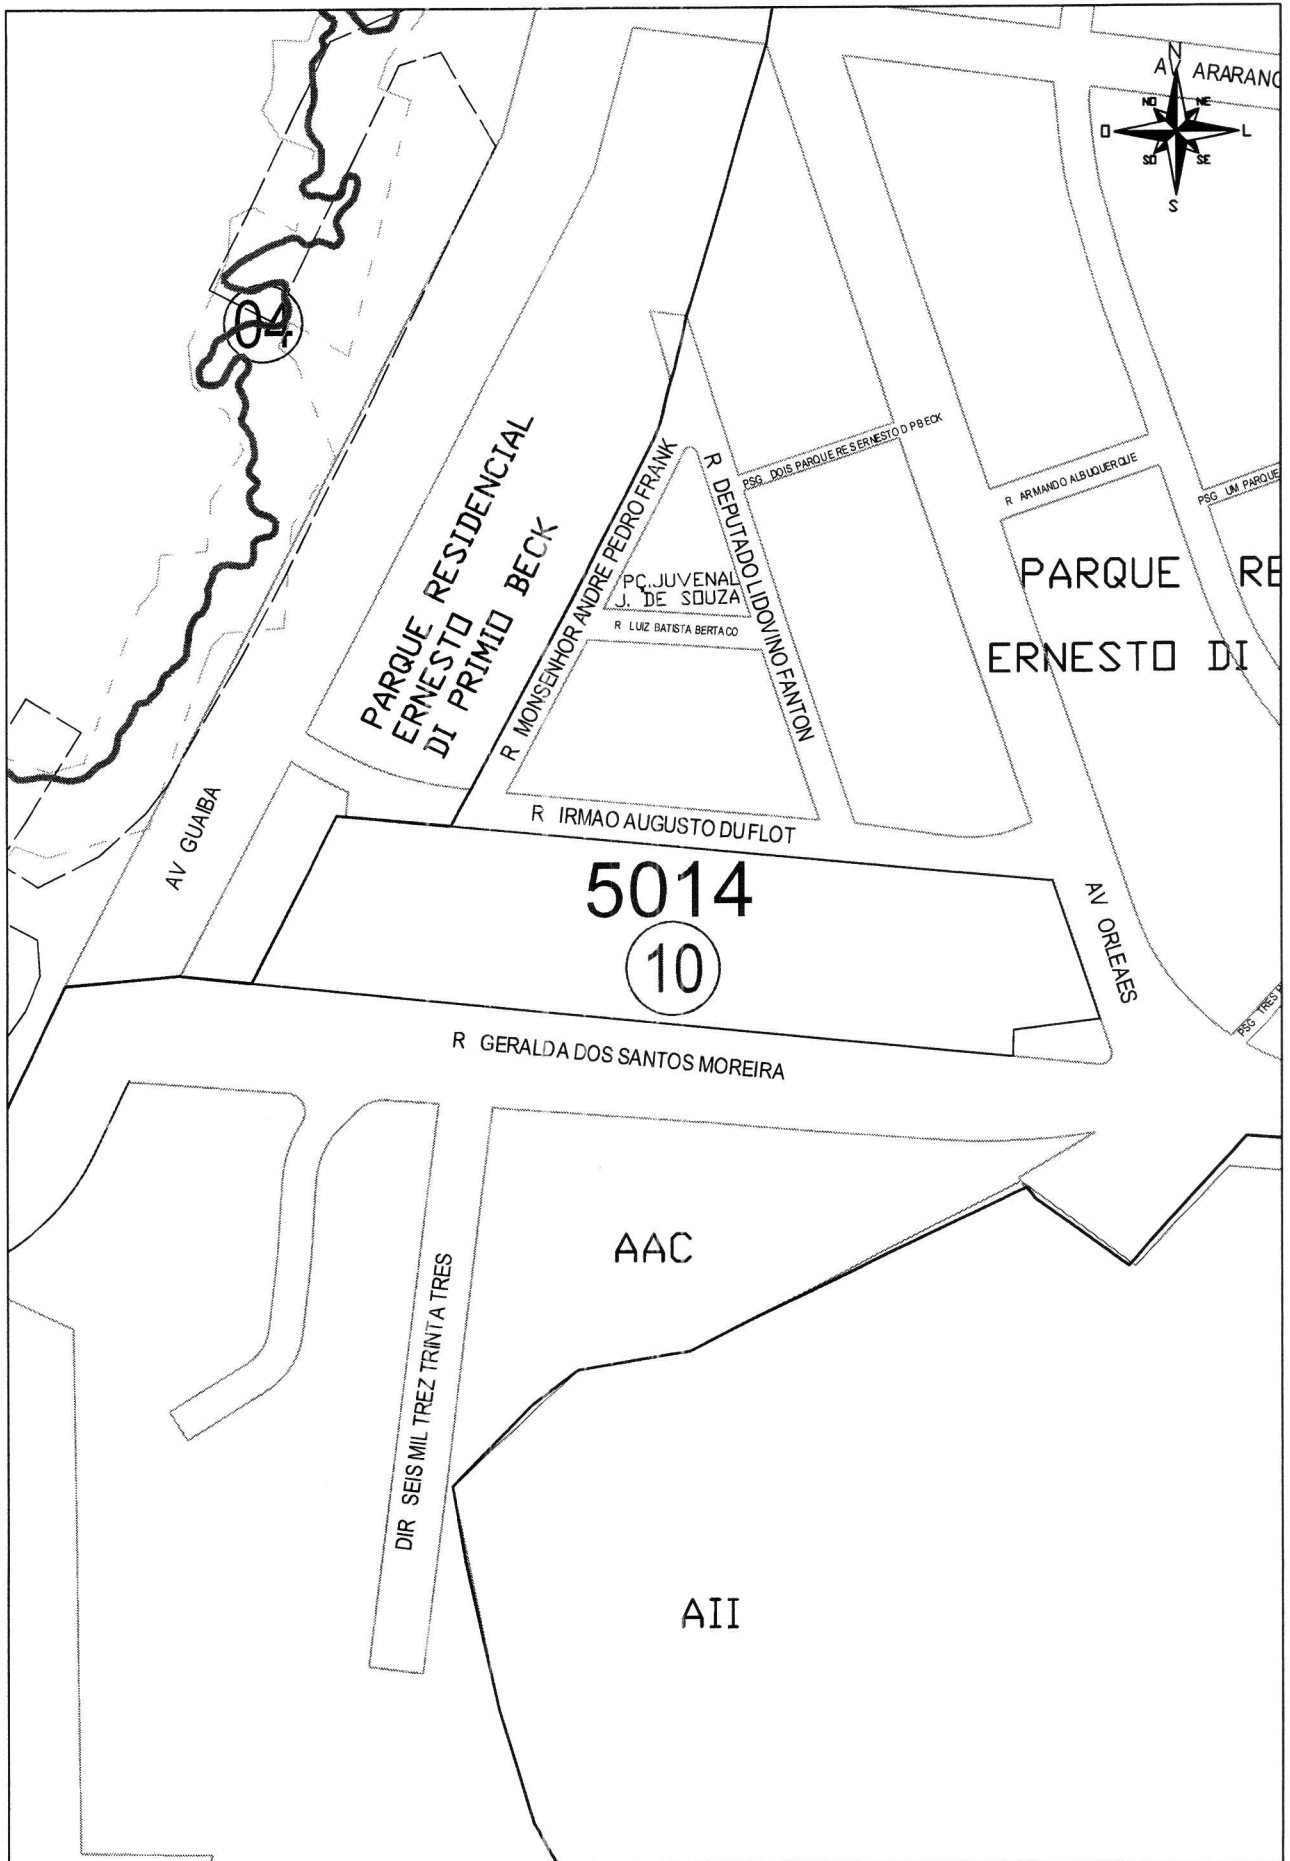 N
AV ARARANG
NO
NE
O
L
SO
SE
S
04
PARQUE RESIDENCIAL
ERNESTO
DI PRIMIO BECK
R MONSENHOR ANDRE PEDRO FRANK
R DEPUTADO LIDOVINO FANTON
PSG DOIS PARQUE RES ERNESTO D P BECK
R ARMANDO ALBUQUERQUE
PSG UM PARQUE
PÇ.JUVENAL
J. DE SOUZA
R LUIZ BATISTA BERTACO
PARQUE RE
ERNESTO DI
AV GUAIBA
R IRMAO AUGUSTO DUFLOT
5014
10
AV ORLEAES
PSG TRES
R GERALDA DOS SANTOS MOREIRA
AAC
DIR SEIS MIL TREZ TRINTA TRES
AII